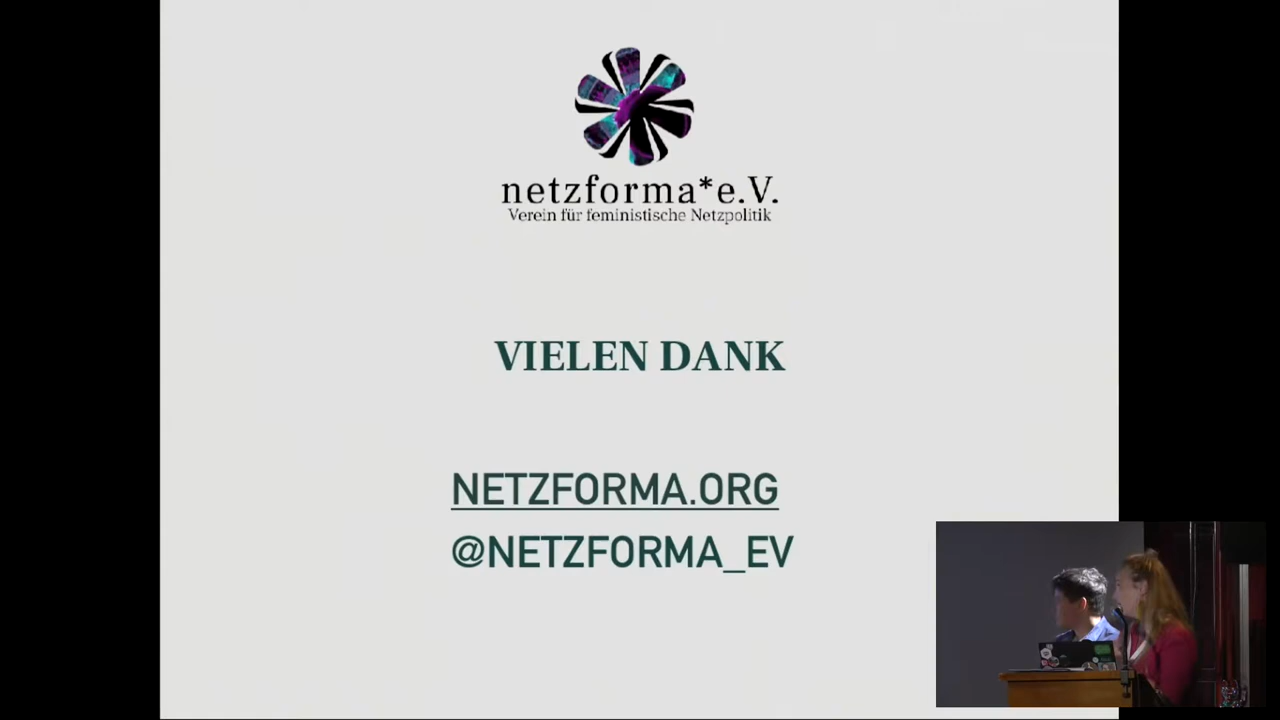 netzforma*e.V.
Verein für feministische Netzpolitik
VIELEN DANK
NETZFORMA.ORG
@NETZFORMA_EV